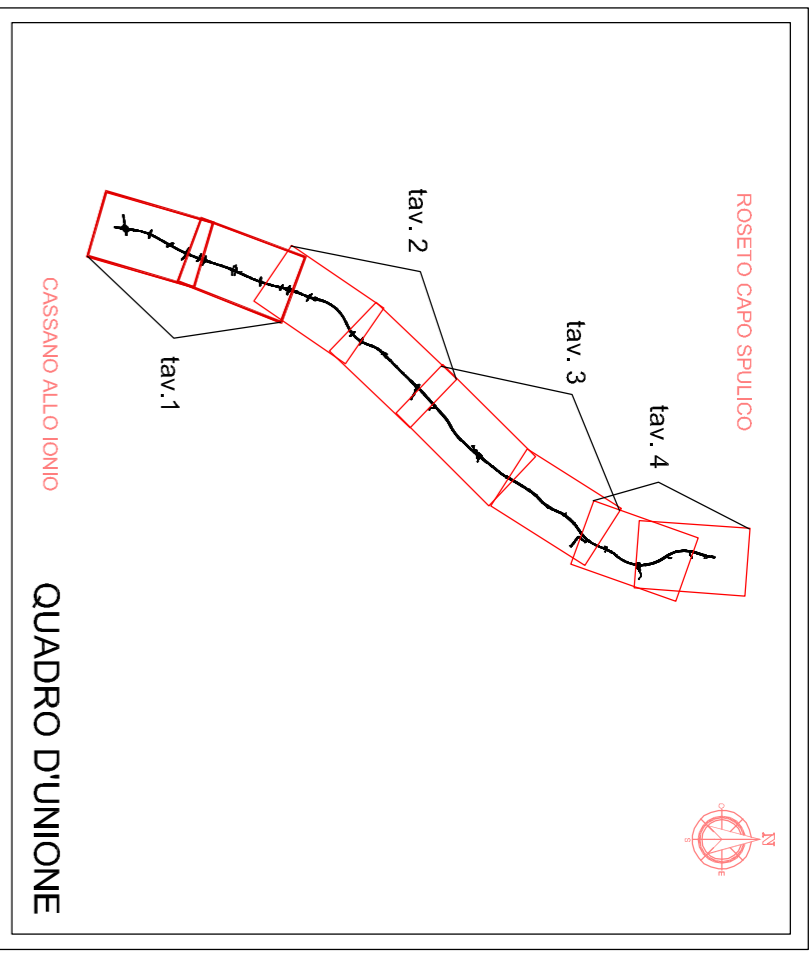 ROSETO CAPO SPULICO
tav. 4
tav. 3
tav. 2
tav.1
CASSANO ALLO IONIO
N
O
E
S
QUADRO D'UNIONE